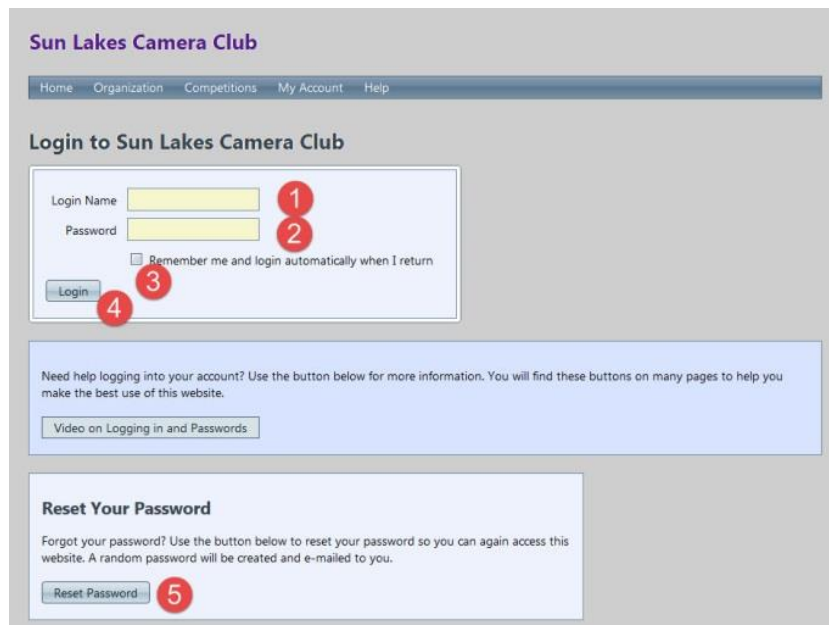 Sun Lakes Camera Club
Home Organization Competitions My Account Help
Login to Sun Lakes Camera Club
Login Name 1
Password 2
Remember me and login automatically when I return
3
Login
4
Need help logging into your account? Use the button below for more information. You will find these buttons on many pages to help you
make the best use of this website.
Video on Logging in and Passwords
Reset Your Password
Forgot your password? Use the button below to reset your password so you can again access this
website. A random password will be created and e-mailed to you.
Reset Password 5